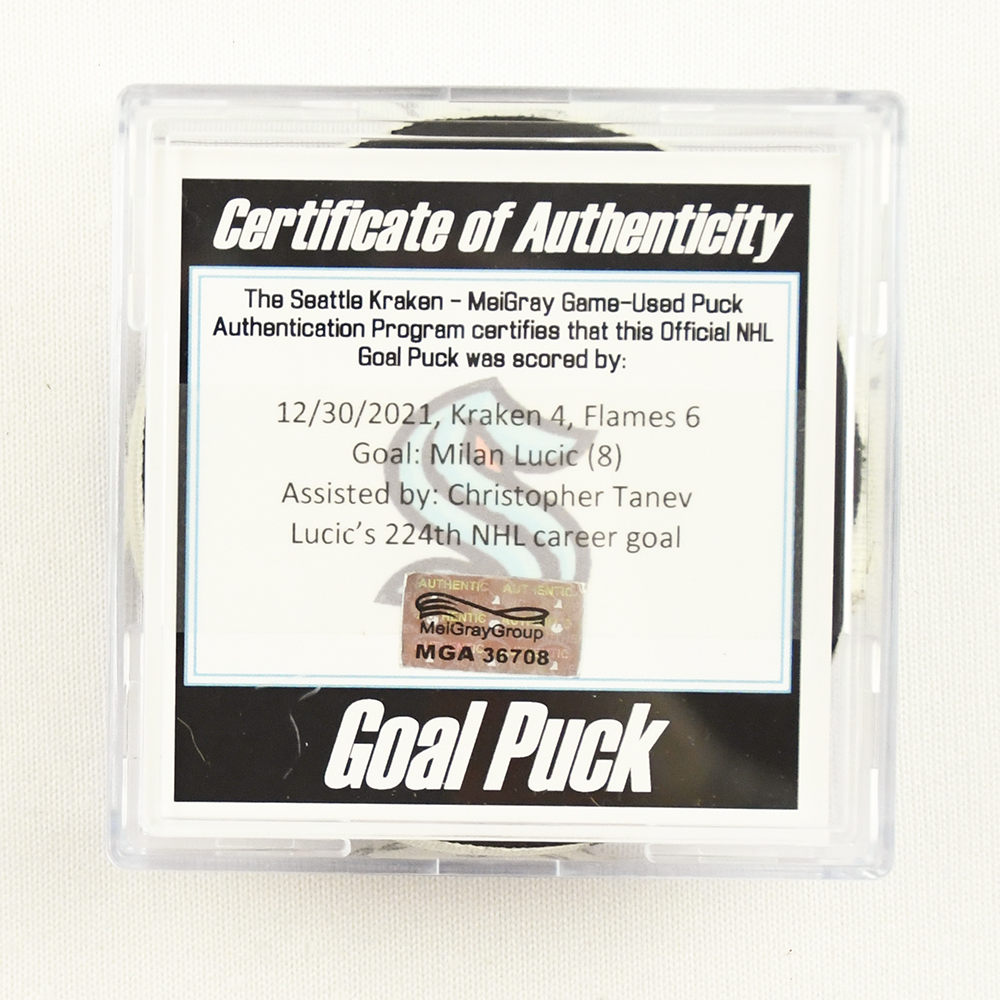 Certificate of Authenticity
The Seattle Kraken - MeiGray Game-Used Puck
Authentication Program certifies that this Official NHL
Goal Puck was scored by:
12/30/2021, Kraken 4, Flames 6
Goal: Milan Lucic (8)
Assisted by: Christopher Tanev
Lucic's 224th NHL career goal
AUTHENTIC AUTHENTIC
MeiGrayGroup
MGA 36708
Goal Puck